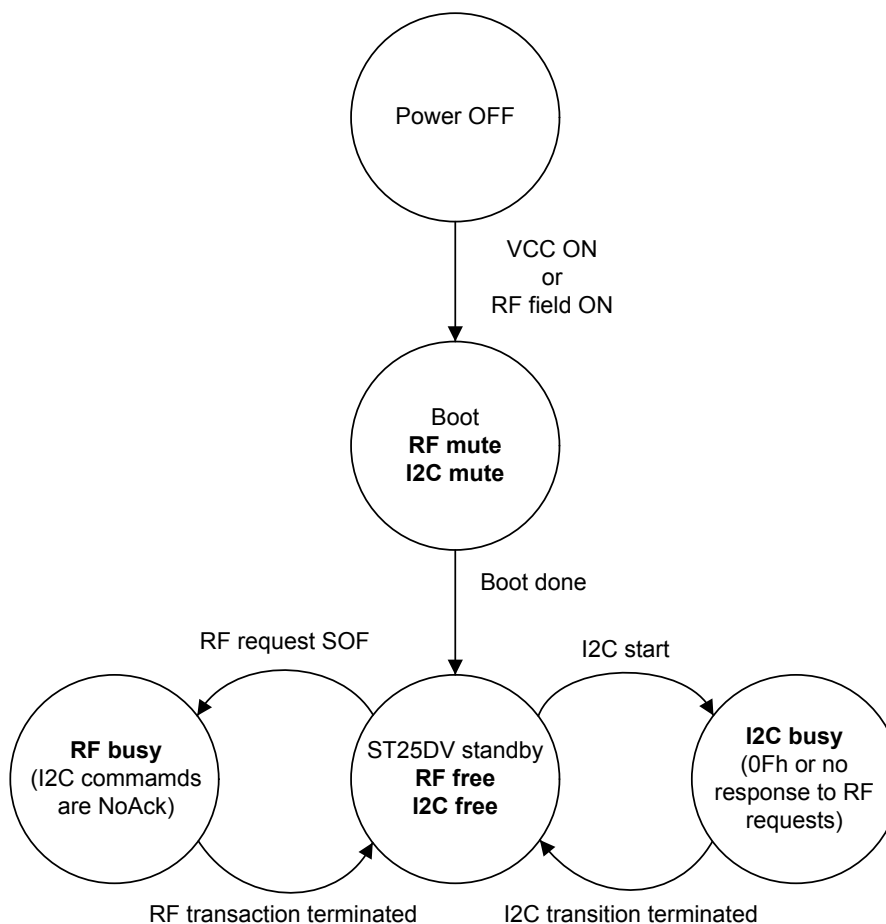 Power OFF
VCC ON
or
RF field ON
Boot
RF mute
I2C mute
Boot done
RF request SOF
I2C start
RF busy
(I2C commamds
are NoAck)
ST25DV standby
RF free
I2C free
I2C busy
(0Fh or no
response to RF
requests)
RF transaction terminated
I2C transition terminated